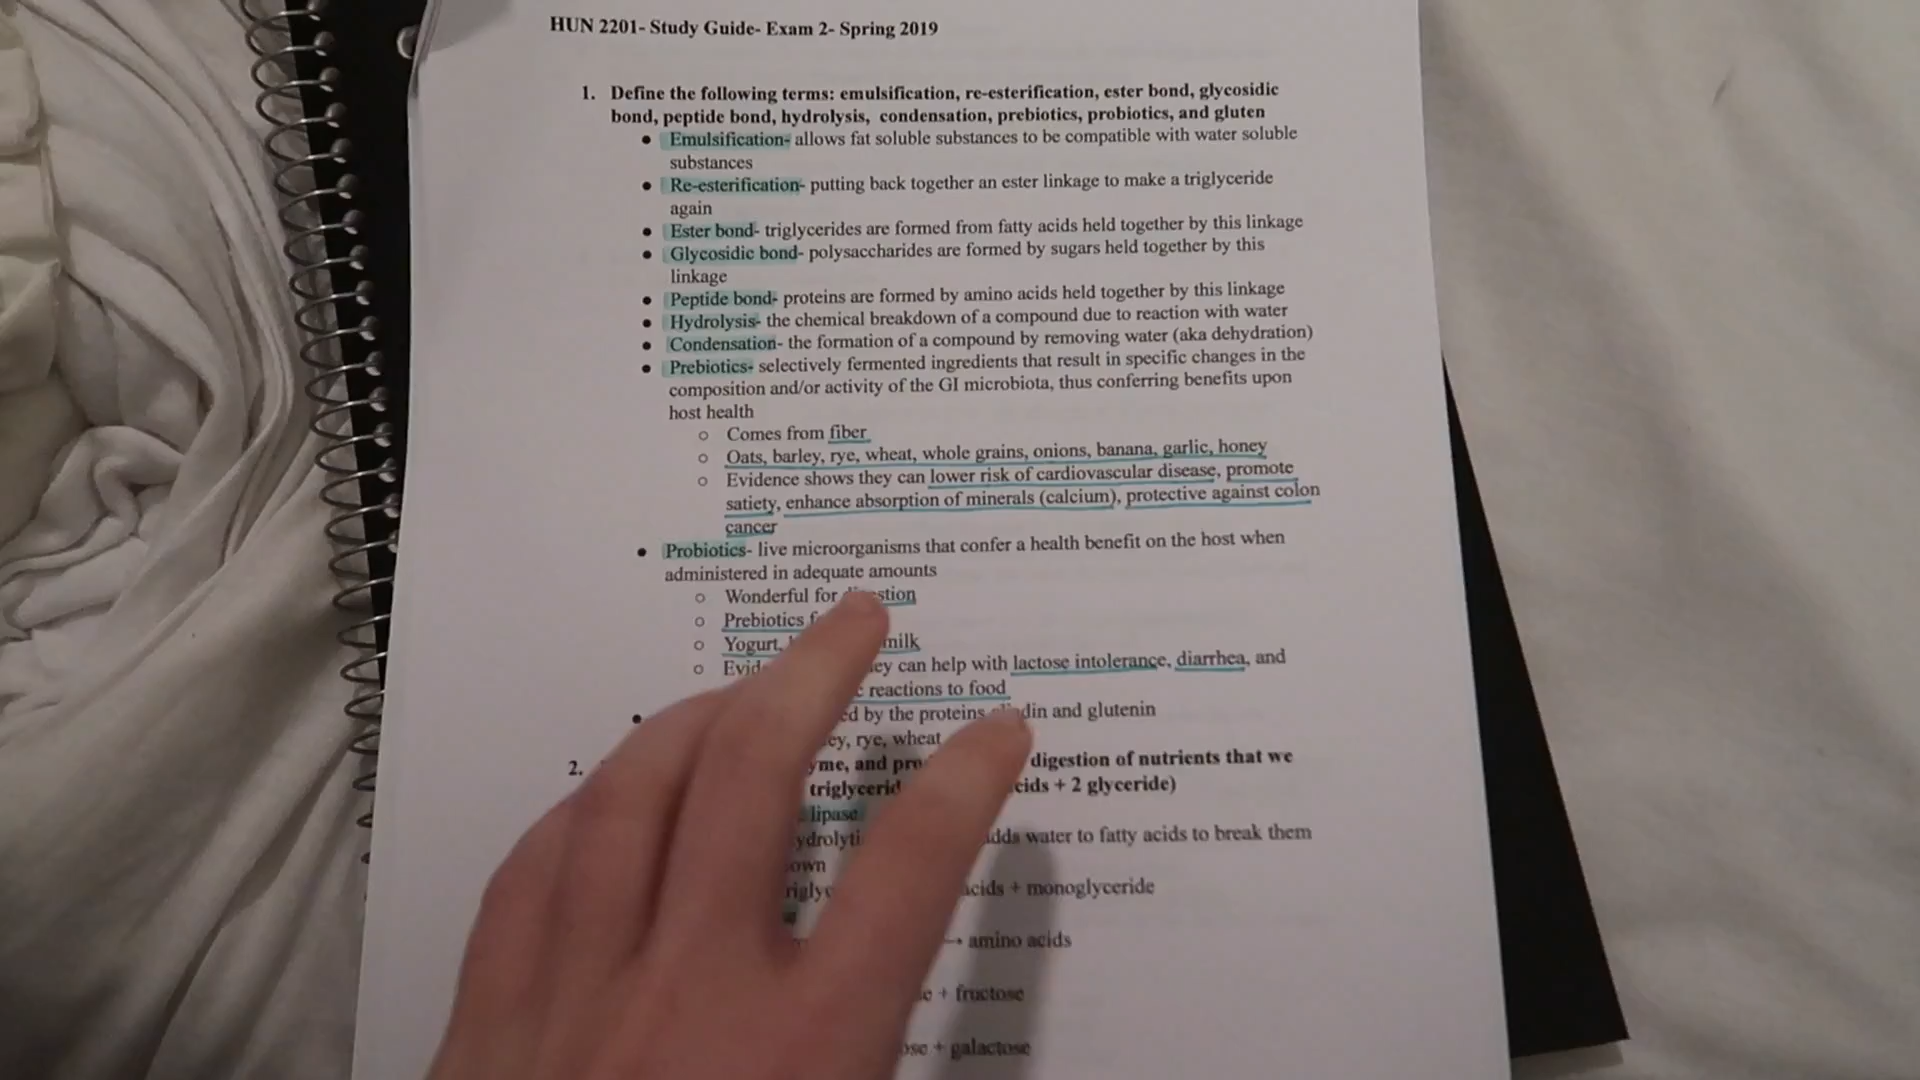 HUN 2201- Study Guide- Exam 2- Spring 2019
1. Define the following terms: emulsification, re-esterification, ester bond, glycosidic
bond, peptide bond, hydrolysis, condensation, prebiotics, probiotics, and gluten
● Emulsification- allows fat soluble substances to be compatible with water soluble
substances
● Re-esterification- putting back together an ester linkage to make a triglyceride
again
● Ester bond- triglycerides are formed from fatty acids held together by this linkage
● Glycosidic bond- polysaccharides are formed by sugars held together by this
linkage
● Peptide bond- proteins are formed by amino acids held together by this linkage
● Hydrolysis- the chemical breakdown of a compound due to reaction with water
● Condensation- the formation of a compound by removing water (aka dehydration)
● Prebiotics- selectively fermented ingredients that result in specific changes in the
composition and/or activity of the GI microbiota, thus conferring benefits upon
host health
○ Comes from fiber
○ Oats, barley, rye, wheat, whole grains, onions, banana, garlic, honey
○ Evidence shows they can lower risk of cardiovascular disease, promote
satiety, enhance absorption of minerals (calcium), protective against colon
cancer
● Probiotics- live microorganisms that confer a health benefit on the host when
administered in adequate amounts
○ Wonderful for
○ Prebiotics
○ Yogurt, milk
○ can help with lactose intolerance, diarrhea, and
reactions to food
● by the proteins and glutenin
rye, wheat
2. and digestion of nutrients that we
+ 2 glyceride)
lipase
water to fatty acids to break them
+ monoglyceride
→ amino acids
+ fructose
+ galactose